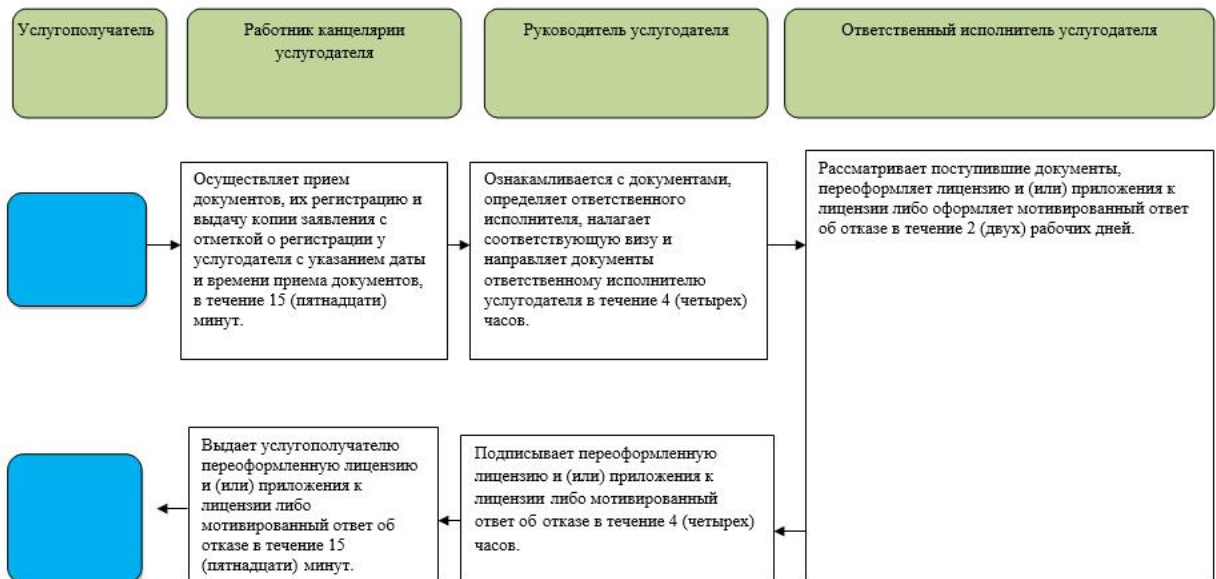 Услугополучатель
Работник канцелярии
услугодателя
Руководитель услугодателя
Ответственный исполнитель услугодателя
Осуществляет прием
документов, их регистрацию и
выдачу копии заявления с
отметкой о регистрации у
услугодателя с указанием даты
и времени приема документов,
в течение 15 (пятнадцати)
минут.
Ознакамливается с документами,
определяет ответственного
исполнителя, налагает
соответствующую визу и
направляет документы
ответственному исполнителю
услугодателя в течение 4 (четырех)
часов.
Рассматривает поступившие документы,
переоформляет лицензию и (или) приложения к
лицензии либо оформляет мотивированный ответ
об отказе в течение 2 (двух) рабочих дней.
Выдает услугополучателю
переоформленную лицензию
и (или) приложения к
лицензии либо
мотивированный ответ об
отказе в течение 15
(пятнадцати) минут.
Подписывает переоформленную
лицензию и (или) приложения к
лицензии либо мотивированный
ответ об отказе в течение 4 (четырех)
часов.